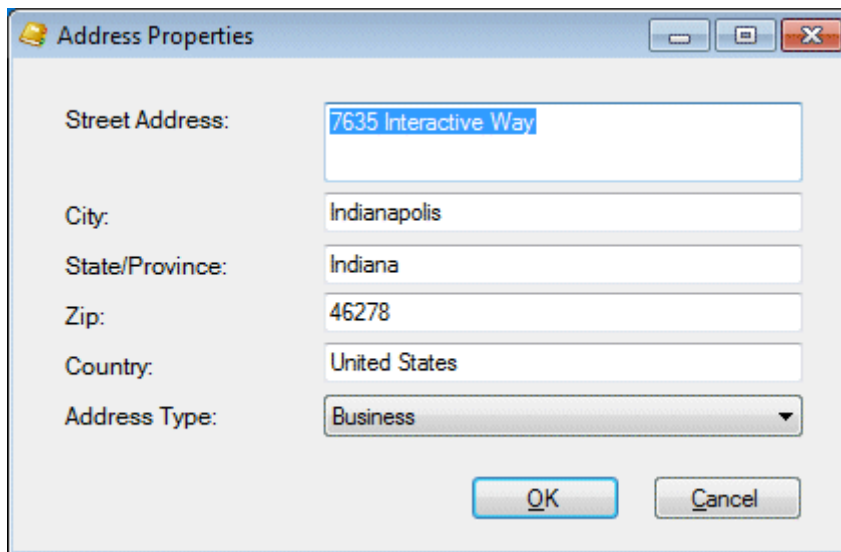 Address Properties
Street Address: 7635 Interactive Way
City: Indianapolis
State/Province: Indiana
Zip: 46278
Country: United States
Address Type: Business
OK Cancel